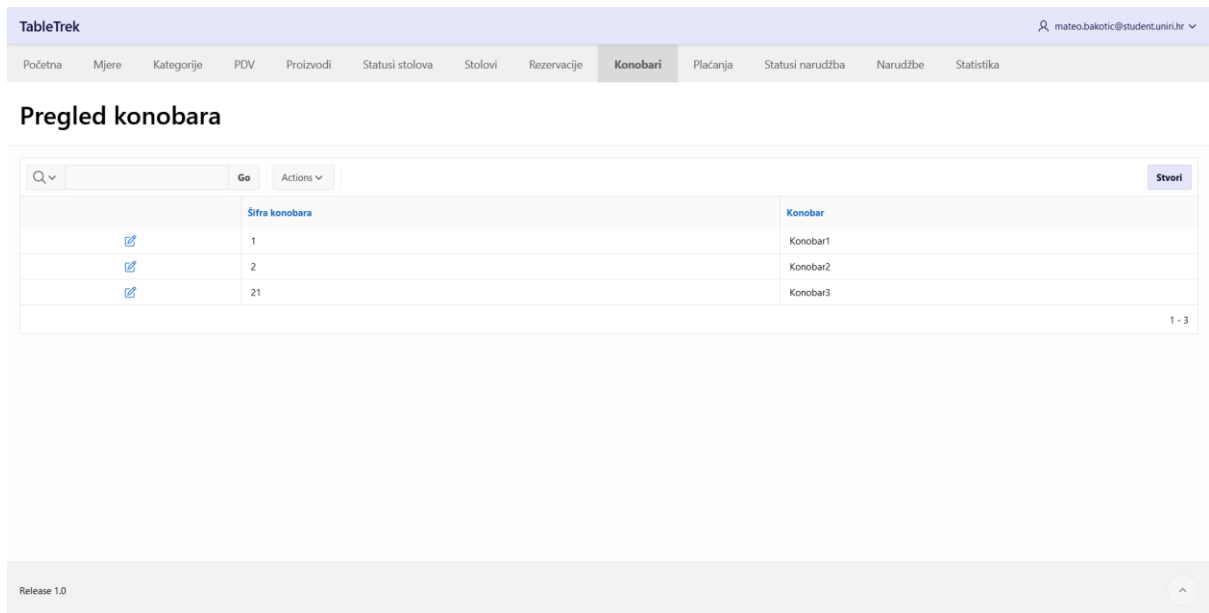 TableTrek
mateo.bakotic@student.uniri.hr
Početna Mjere Kategorije PDV Proizvodi Statusi stolova Stolovi Rezervacije Konobari Plaćanja Statusi narudžba Narudžbe Statistika
Pregled konobara
Go Actions Stvori
Šifra konobara Konobar
1 Konobar1
2 Konobar2
21 Konobar3
1 - 3
Release 1.0